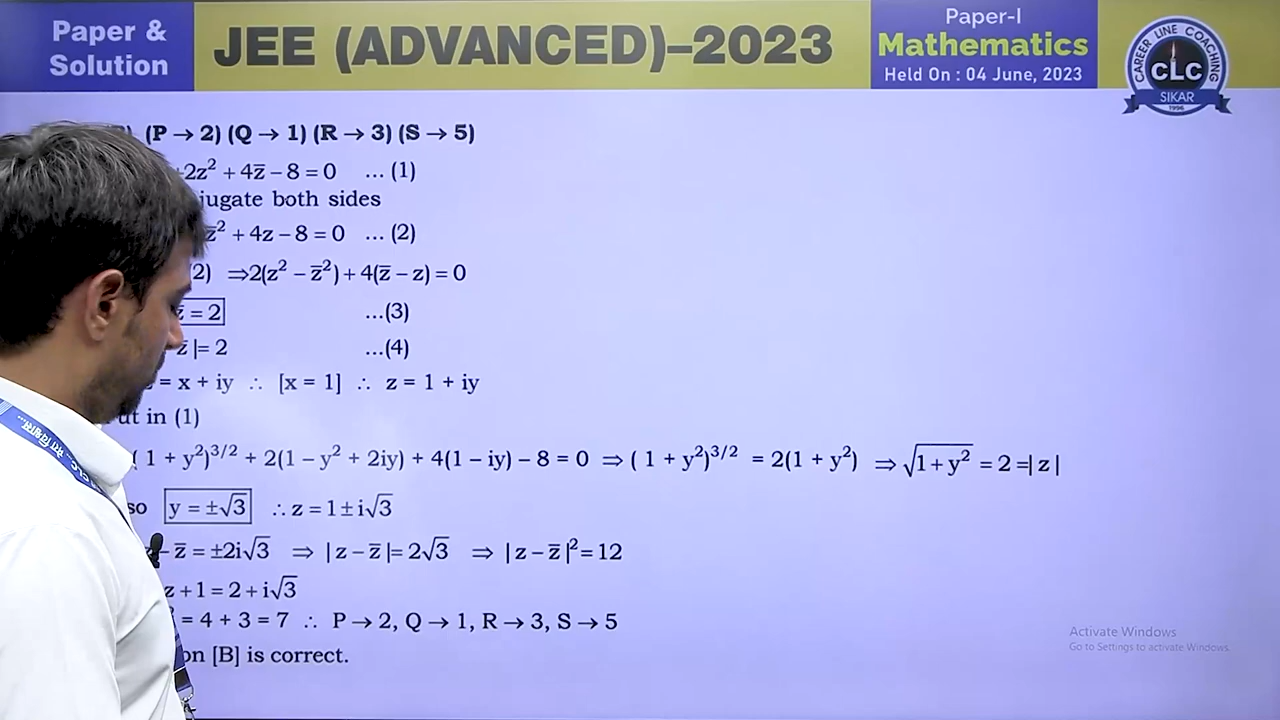 Paper &
Solution
JEE (ADVANCED)–2023
Paper-I
Mathematics
Held On : 04 June, 2023
CAREER LINE COACHING
CLC
SIKAR
1996
(P → 2) (Q → 1) (R → 3) (S → 5)
2z² + 4z̅ – 8 = 0 ... (1)
jugate both sides
z̅² + 4z – 8 = 0 ... (2)
2) ⇒2(z² – z̅²) + 4(z̅ – z) = 0
z̅ = 2 ...(3)
z̅ |= 2 ...(4)
= x + iy ∴ [x = 1] ∴ z = 1 + iy
ut in (1)
( 1 + y²)^3/2 + 2(1 – y² + 2iy) + 4(1 – iy) – 8 = 0 ⇒ ( 1 + y²)^3/2 = 2(1 + y²) ⇒ √1 + y² = 2 =| z |
so y = ±√3 ∴ z = 1 ± i√3
– z̅ = ±2i√3 ⇒ | z – z̅ |= 2√3 ⇒ | z – z̅ |² = 12
z + 1 = 2 + i√3
= 4 + 3 = 7 ∴ P → 2, Q → 1, R → 3, S → 5
on [B] is correct.
Activate Windows
Go to Settings to activate Windows.